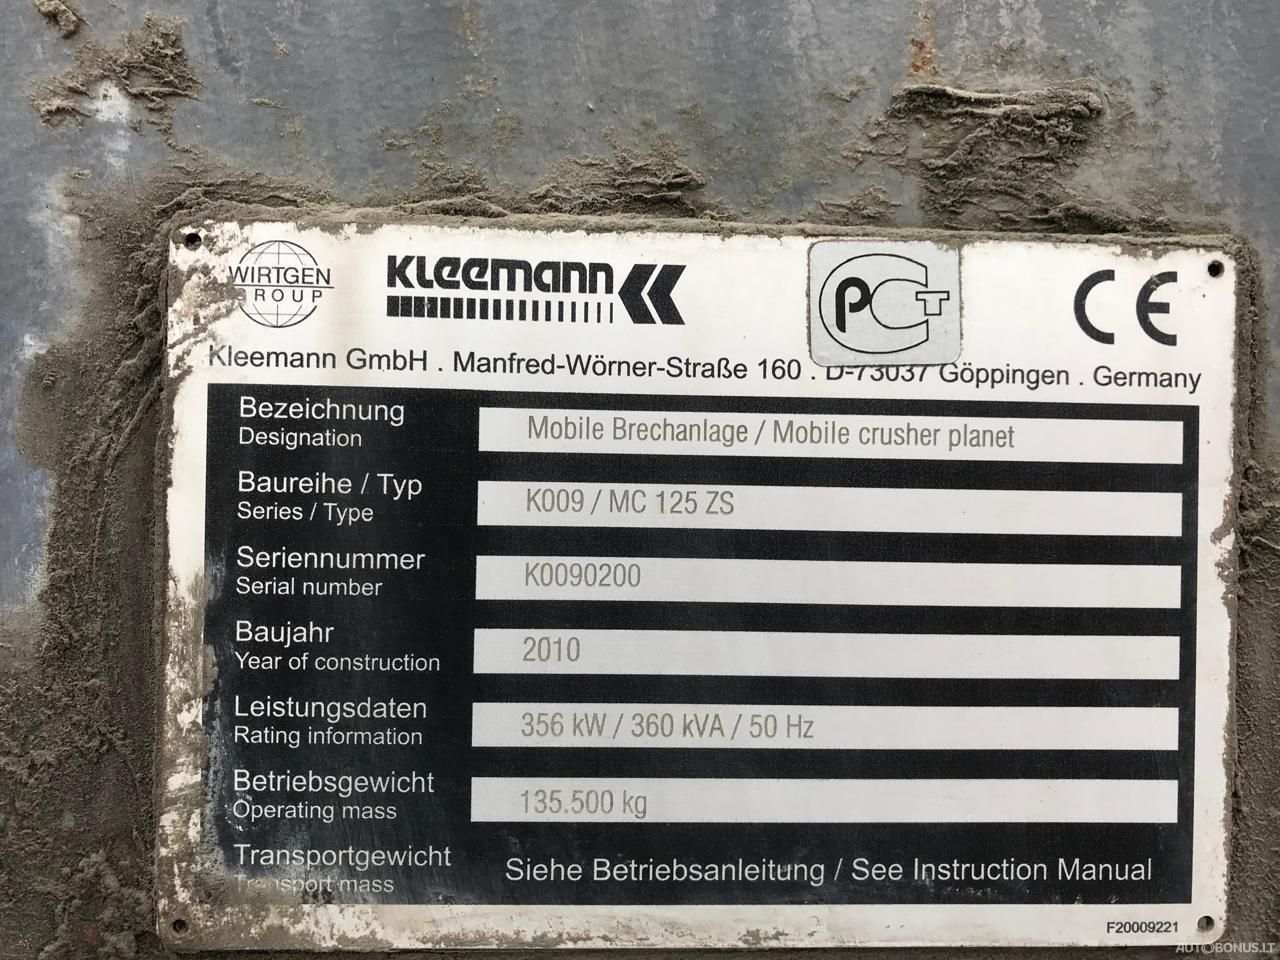 WIRTGEN
GROUP
KLEEMANN
PCT
CE
Kleemann GmbH . Manfred-Wörner-Straße 160 . D-73037 Göppingen . Germany
Bezeichnung
Designation
Mobile Brechanlage / Mobile crusher planet
Baureihe / Typ
Series / Type
K009 / MC 125 ZS
Seriennummer
Serial number
K0090200
Baujahr
Year of construction
2010
Leistungsdaten
Rating information
356 kW / 360 kVA / 50 Hz
Betriebsgewicht
Operating mass
135.500 kg
Transportgewicht
Transport mass
Siehe Betriebsanleitung / See Instruction Manual
F20009221
AUTOBONUS.LT